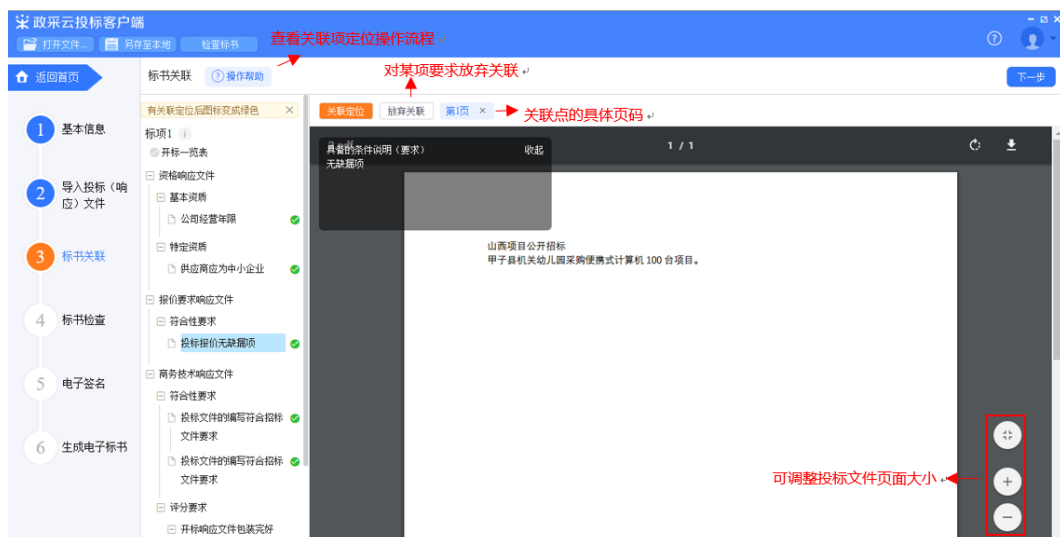 政采云投标客户端
打开文件... 另存至本地 检查标书
查看关联项定位操作流程
返回首页
标书关联 操作帮助
对某项要求放弃关联
下一步
有关联定位后图标变成绿色
关联定位 放弃关联 第1页
关联点的具体页码
1 基本信息
2 导入投标(响应)文件
3 标书关联
4 标书检查
5 电子签名
6 生成电子标书
标项1
开标一览表
资格响应文件
基本资质
公司经营年限
特定资质
供应商应为中小企业
报价要求响应文件
符合性要求
投标报价无缺漏项
商务技术响应文件
符合性要求
投标文件的编写符合招标
文件要求
投标文件的编写符合招标
文件要求
评分要求
开标响应文件包装完好
具备的条件说明(要求) 收起
无缺漏项
1 / 1
山西项目公开招标
甲子县机关幼儿园采购便携式计算机 100 台项目。
可调整投标文件页面大小